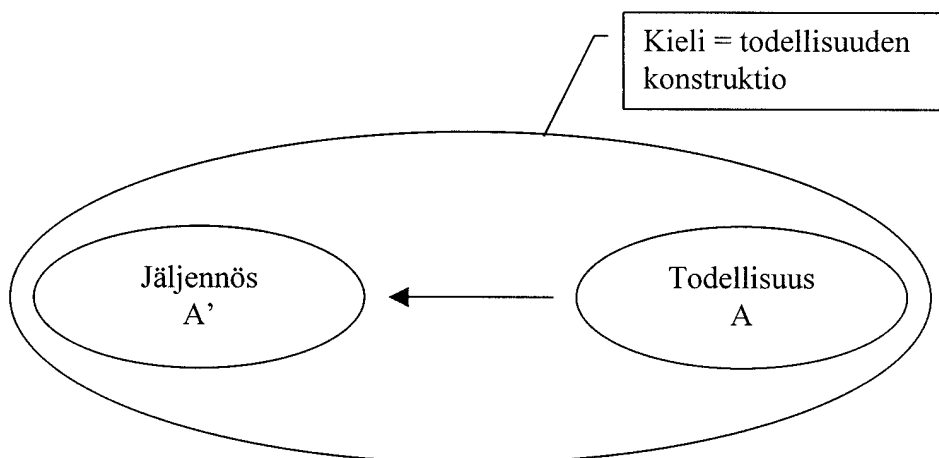 Kieli = todellisuuden
konstruktio
Jäljennös
A’
Todellisuus
A